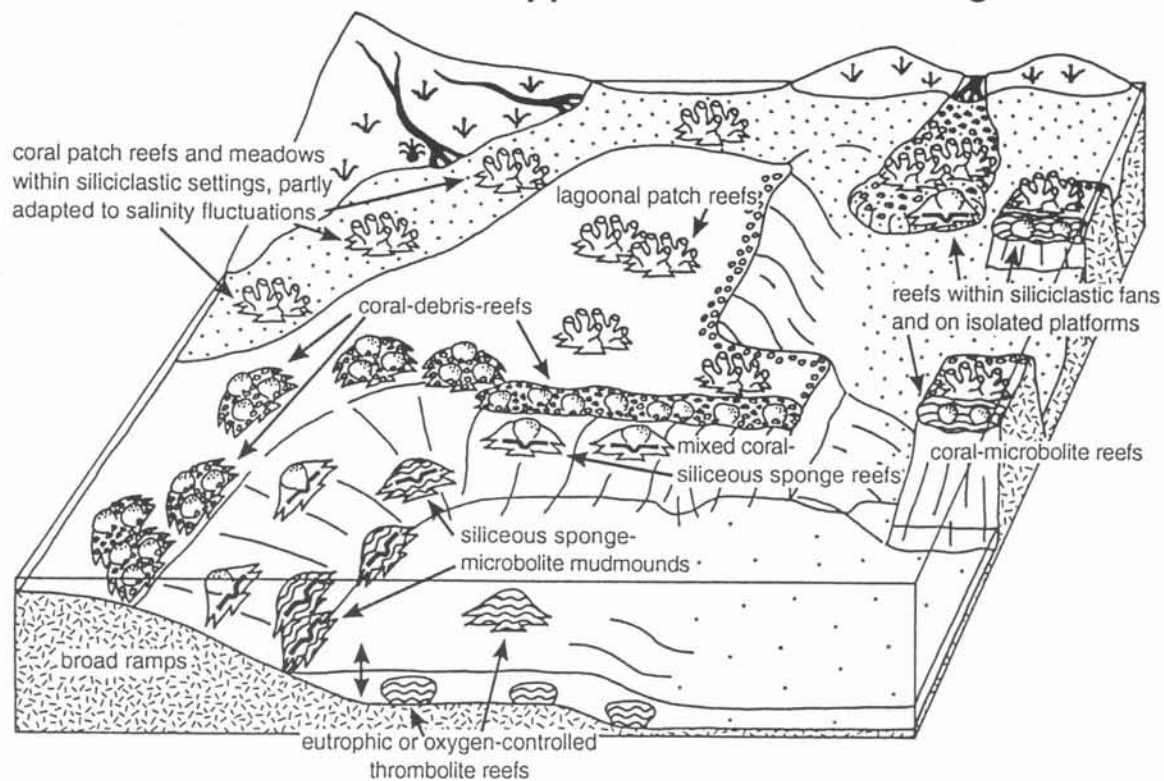 coral patch reefs and meadows
within siliciclastic settings, partly
adapted to salinity fluctuations
lagoonal patch reefs
coral-debris-reefs
reefs within siliciclastic fans
and on isolated platforms
mixed coral-
siliceous sponge reefs
coral-microbolite reefs
siliceous sponge-
microbolite mudmounds
broad ramps
eutrophic or oxygen-controlled
thrombolite reefs